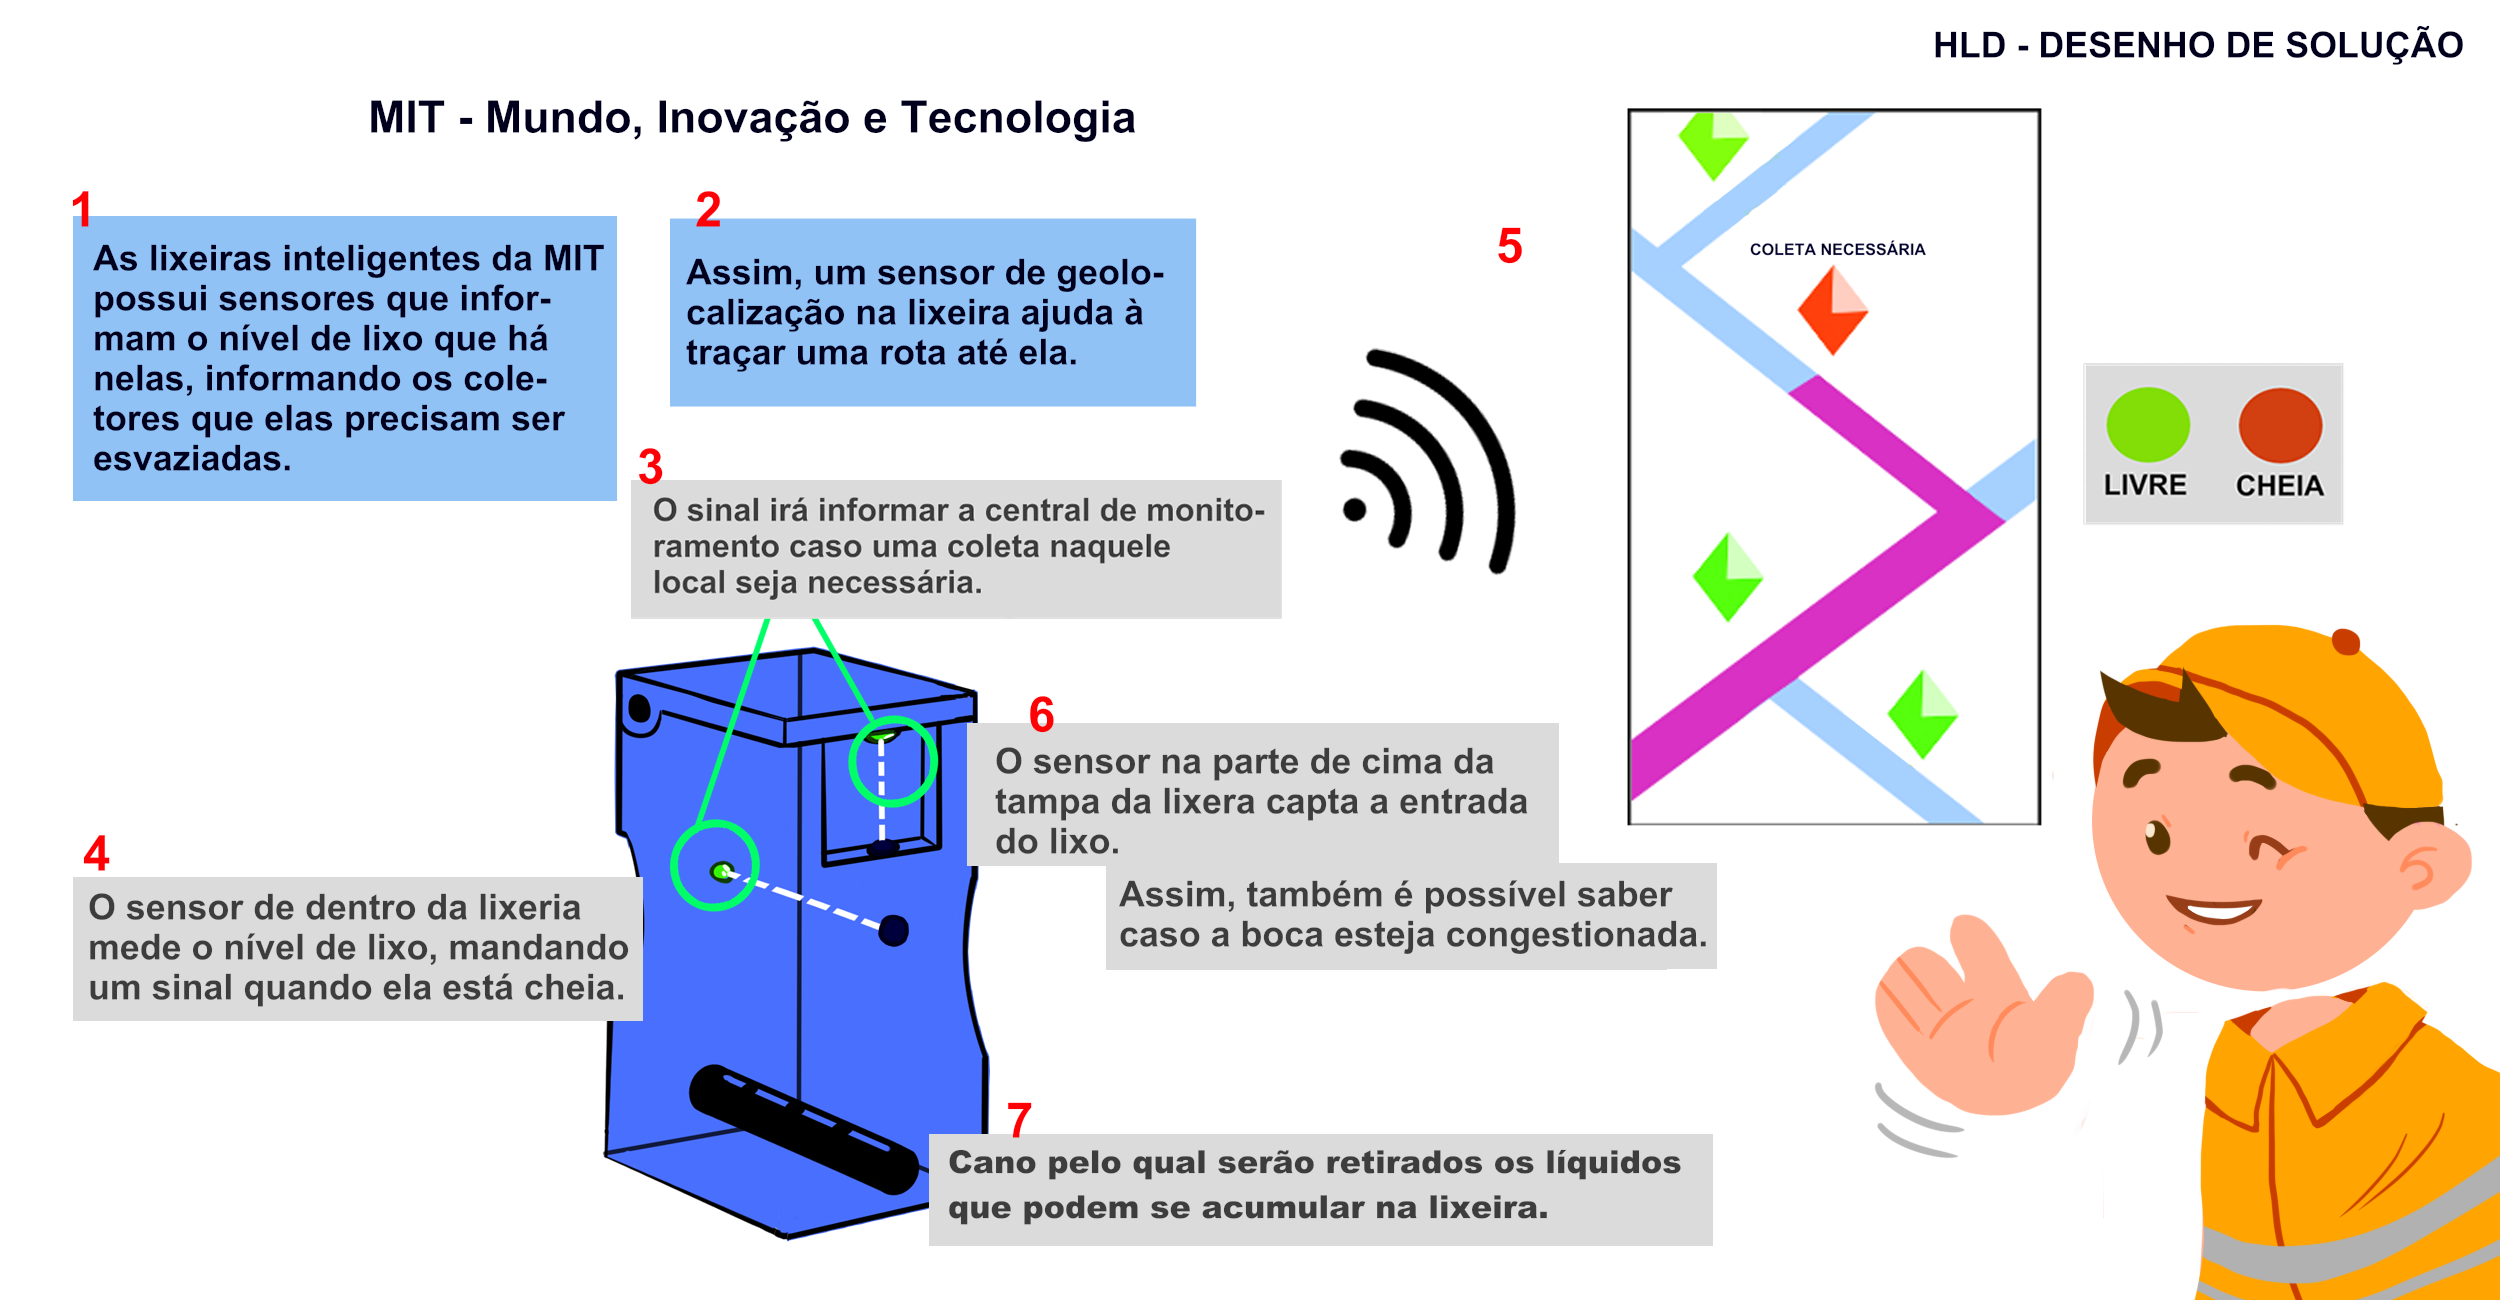 HLD - DESENHO DE SOLUÇÃO
MIT - Mundo, Inovação e Tecnologia
1
As lixeiras inteligentes da MIT
possui sensores que infor-
mam o nível de lixo que há
nelas, informando os cole-
tores que elas precisam ser
esvaziadas.
2
Assim, um sensor de geolo-
calização na lixeira ajuda à
traçar uma rota até ela.
3
O sinal irá informar a central de monito-
ramento caso uma coleta naquele
local seja necessária.
4
O sensor de dentro da lixeria
mede o nível de lixo, mandando
um sinal quando ela está cheia.
5
COLETA NECESSÁRIA
LIVRE
CHEIA
6
O sensor na parte de cima da
tampa da lixera capta a entrada
do lixo.
Assim, também é possível saber
caso a boca esteja congestionada.
7
Cano pelo qual serão retirados os líquidos
que podem se acumular na lixeira.